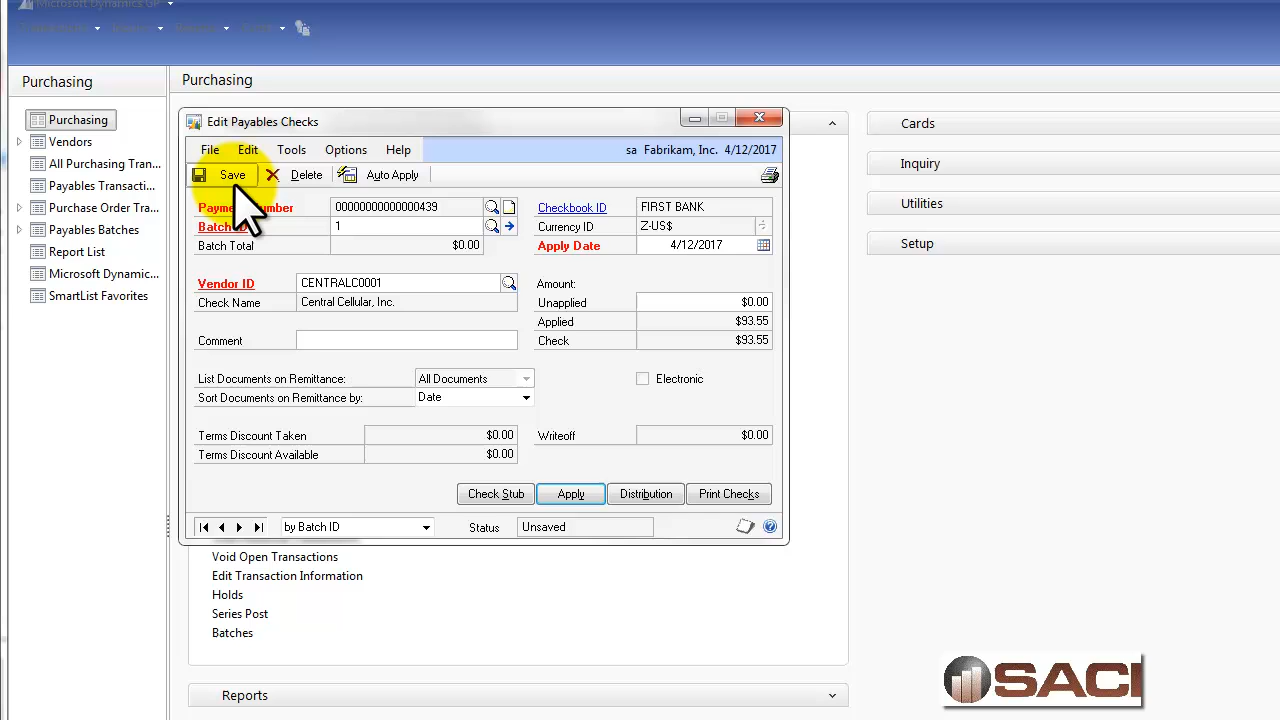 Microsoft Dynamics GP
Purchasing
Purchasing
Purchasing
Vendors
All Purchasing Tran...
Payables Transacti...
Purchase Order Tra...
Payables Batches
Report List
Microsoft Dynamic...
SmartList Favorites
Edit Payables Checks
File Edit Tools Options Help
sa Fabrikam, Inc. 4/12/2017
Save Delete Auto Apply
00000000000000439
Batch ID 1
Batch Total $0.00
Checkbook ID FIRST BANK
Currency ID Z-US$
Apply Date 4/12/2017
Vendor ID CENTRALC0001
Check Name Central Cellular, Inc.
Comment
Amount:
Unapplied $0.00
Applied $93.55
Check $93.55
List Documents on Remittance: All Documents
Sort Documents on Remittance by: Date
Electronic
Terms Discount Taken $0.00
Terms Discount Available $0.00
Writeoff $0.00
Check Stub Apply Distribution Print Checks
by Batch ID Status Unsaved
Void Open Transactions
Edit Transaction Information
Holds
Series Post
Batches
Reports
Cards
Inquiry
Utilities
Setup
SACI